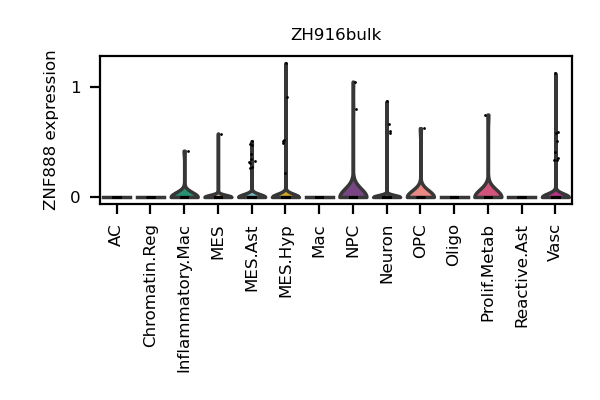 ZH916bulk
ZNF888 expression
1
0
AC
Chromatin.Reg
Inflammatory.Mac
MES
MES.Ast
MES.Hyp
Mac
NPC
Neuron
OPC
Oligo
Prolif.Metab
Reactive.Ast
Vasc